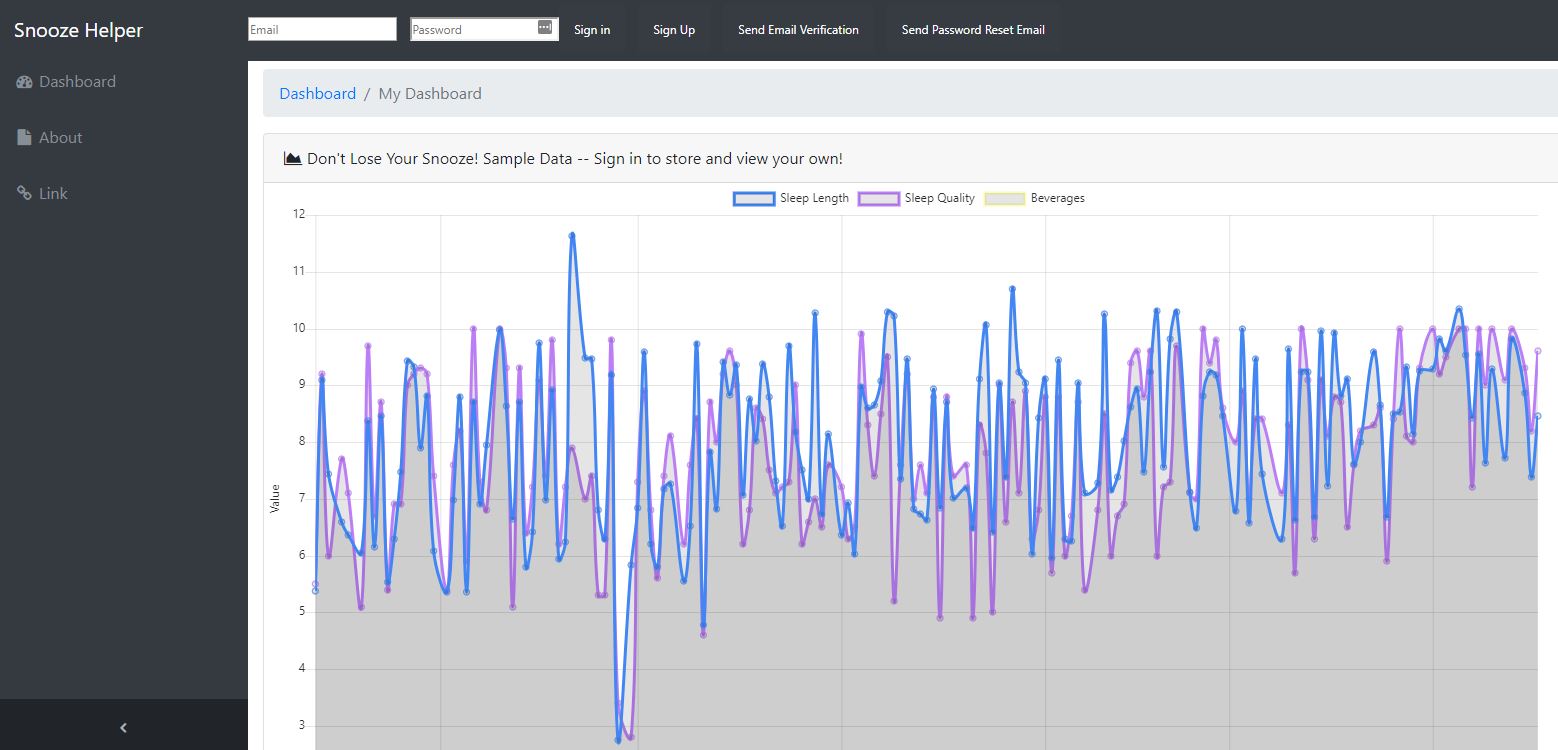 Snooze Helper
Email
Password
Sign in
Sign Up
Send Email Verification
Send Password Reset Email
Dashboard
About
Link
Dashboard / My Dashboard
Don't Lose Your Snooze! Sample Data -- Sign in to store and view your own!
Sleep Length
Sleep Quality
Beverages
12
11
10
9
8
7
6
5
4
3
Value